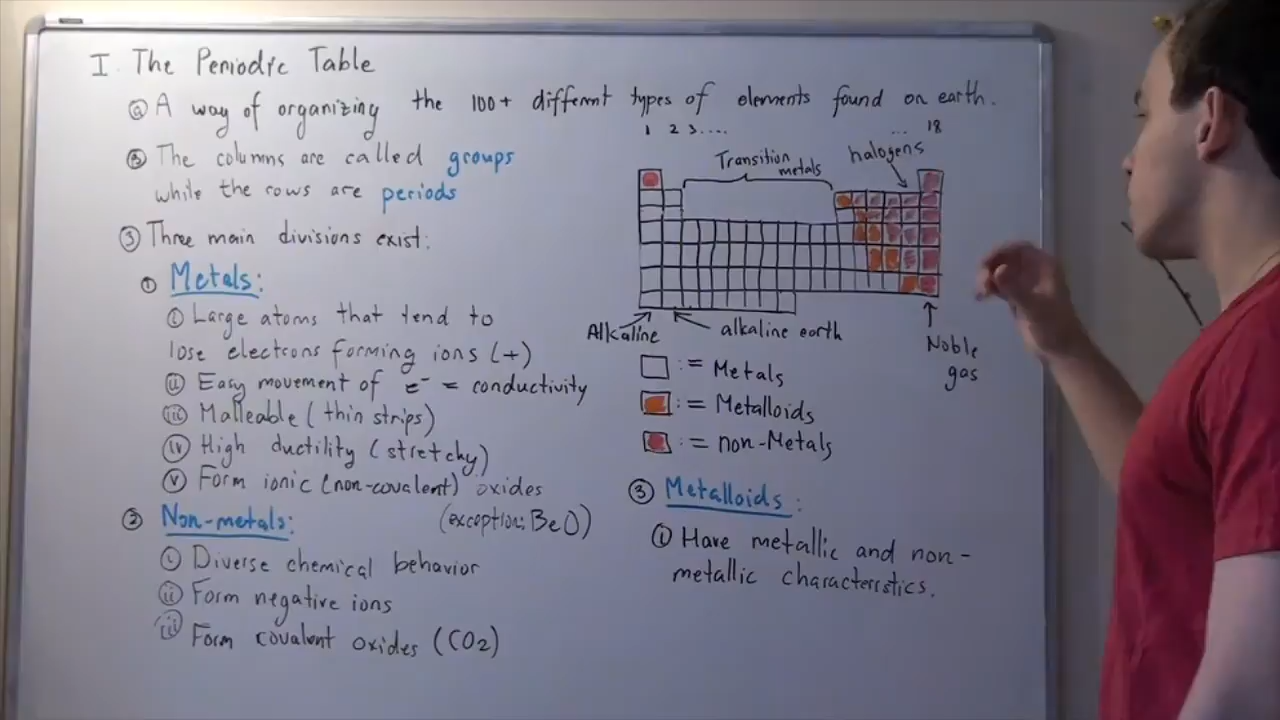 I. The Periodic Table
ⓐ A way of organizing the 100+ different types of elements found on earth.
ⓑ The columns are called groups
while the rows are periods
③ Three main divisions exist:
① Metals:
ⓘ Large atoms that tend to
lose electrons forming ions (+)
ⓘⓘ Easy movement of e⁻ = conductivity
ⓘⓘⓘ Malleable (thin strips)
ⓘⓥ High ductility (stretchy)
ⓥ Form ionic (non-covalent) oxides
(exception: BeO)
② Non-metals:
ⓘ Diverse chemical behavior
ⓘⓘ Form negative ions
ⓘⓘⓘ Form covalent oxides (CO2)
1 2 3.... ... 18
Transition
metals
halogens
Alkaline
alkaline earth
Noble
gas
:= Metals
:= Metalloids
:= non-Metals
③ Metalloids:
ⓘ Have metallic and non-
metallic characteristics.